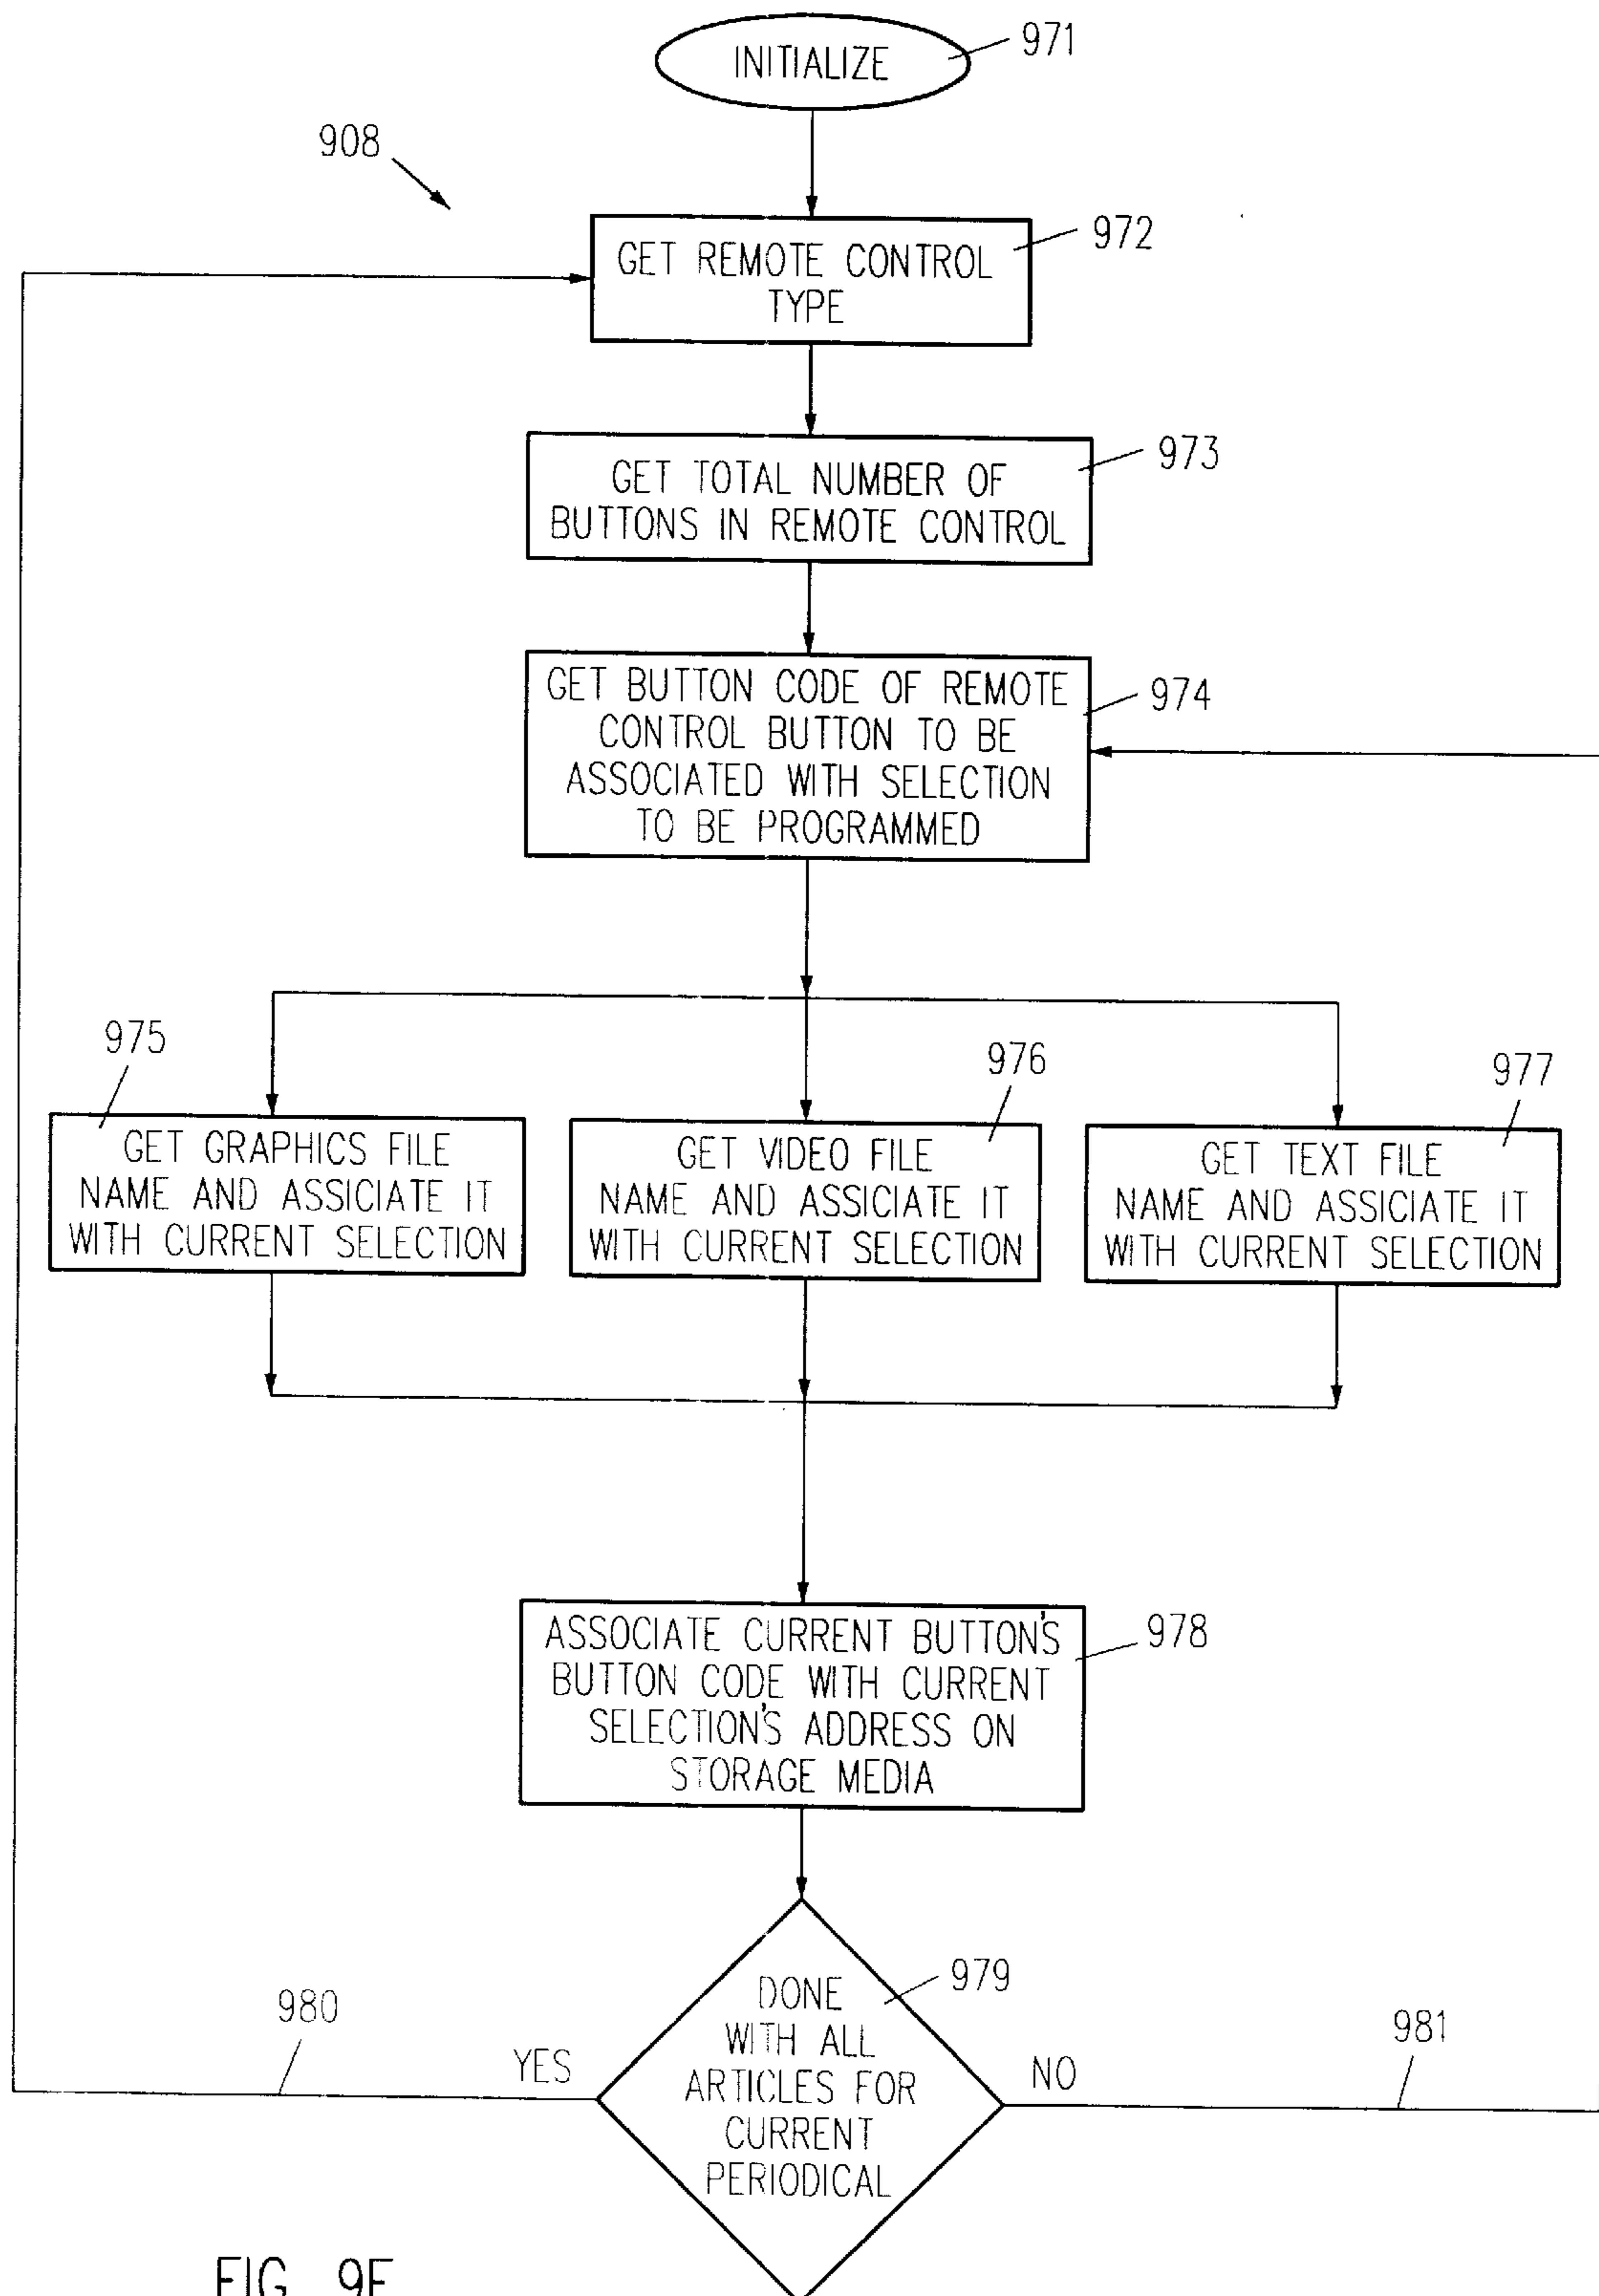 INITIALIZE
971
908
GET REMOTE CONTROL
TYPE
972
GET TOTAL NUMBER OF
BUTTONS IN REMOTE CONTROL
973
GET BUTTON CODE OF REMOTE
CONTROL BUTTON TO BE
ASSOCIATED WITH SELECTION
TO BE PROGRAMMED
974
975
GET GRAPHICS FILE
NAME AND ASSICIATE IT
WITH CURRENT SELECTION
976
GET VIDEO FILE
NAME AND ASSICIATE IT
WITH CURRENT SELECTION
977
GET TEXT FILE
NAME AND ASSICIATE IT
WITH CURRENT SELECTION
ASSOCIATE CURRENT BUTTON'S
BUTTON CODE WITH CURRENT
SELECTION'S ADDRESS ON
STORAGE MEDIA
978
DONE
WITH ALL
ARTICLES FOR
CURRENT
PERIODICAL
979
980
YES
NO
981
FIG. 9F